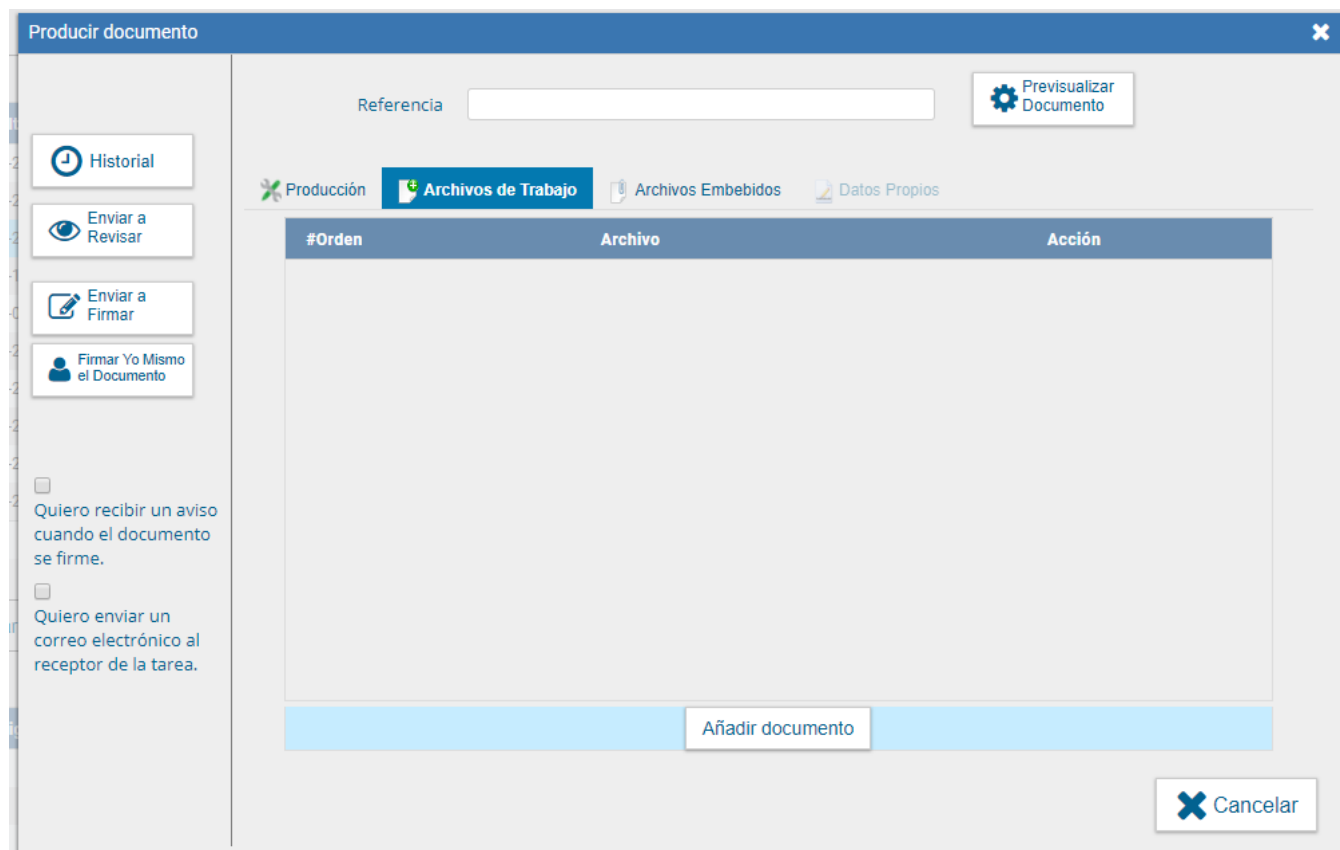 Producir documento
Referencia
Previsualizar
Documento
Historial
Enviar a
Revisar
Enviar a
Firmar
Firmar Yo Mismo
el Documento
Quiero recibir un aviso
cuando el documento
se firme.
Quiero enviar un
correo electrónico al
receptor de la tarea.
Producción Archivos de Trabajo Archivos Embebidos Datos Propios
#Orden Archivo Acción
Añadir documento
Cancelar